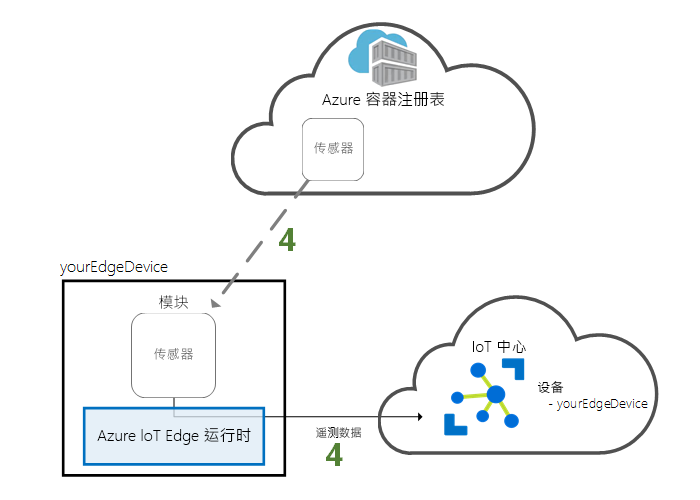 Azure 容器注册表
传感器
4
yourEdgeDevice
模块
传感器
Azure IoT Edge 运行时
遥测数据
4
IoT 中心
设备
- yourEdgeDevice